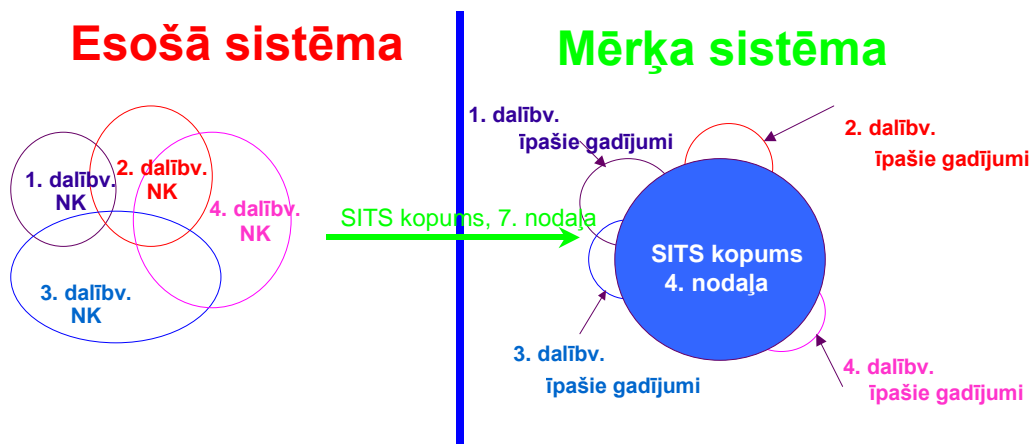 Esošā sistēma
1. dalībv.
NK
2. dalībv.
NK
4. dalībv.
NK
3. dalībv.
NK
SITS kopums, 7. nodaļa
Mērķa sistēma
1. dalībv.
īpašie gadījumi
2. dalībv.
īpašie gadījumi
SITS kopums
4. nodaļa
3. dalībv.
īpašie gadījumi
4. dalībv.
īpašie gadījumi